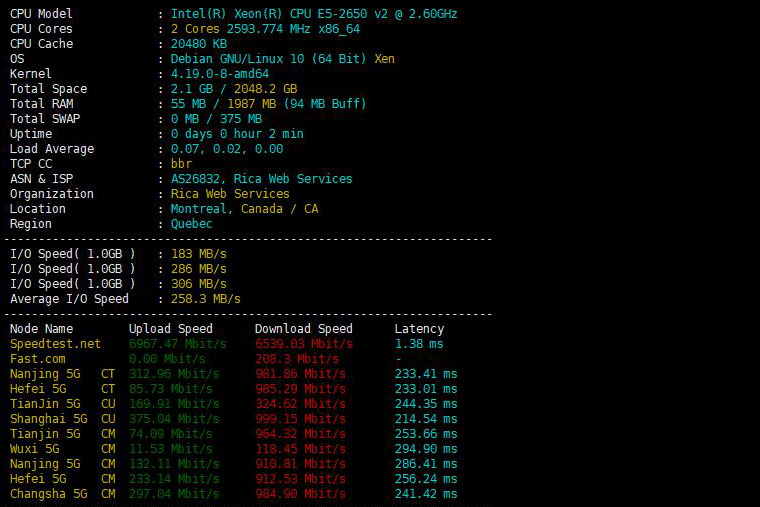 CPU Model : Intel(R) Xeon(R) CPU E5-2650 v2 @ 2.60GHz
CPU Cores : 2 Cores 2593.774 MHz x86_64
CPU Cache : 20480 KB
OS : Debian GNU/Linux 10 (64 Bit) Xen
Kernel : 4.19.0-8-amd64
Total Space : 2.1 GB / 2048.2 GB
Total RAM : 55 MB / 1987 MB (94 MB Buff)
Total SWAP : 0 MB / 375 MB
Uptime : 0 days 0 hour 2 min
Load Average : 0.07, 0.02, 0.00
TCP CC : bbr
ASN & ISP : AS26832, Rica Web Services
Organization : Rica Web Services
Location : Montreal, Canada / CA
Region : Quebec
----------------------------------------------------------------------
I/O Speed( 1.0GB ) : 183 MB/s
I/O Speed( 1.0GB ) : 286 MB/s
I/O Speed( 1.0GB ) : 306 MB/s
Average I/O Speed : 258.3 MB/s
----------------------------------------------------------------------
Node Name Upload Speed Download Speed Latency
Speedtest.net 6967.47 Mbit/s 6539.03 Mbit/s 1.38 ms
Fast.com 0.00 Mbit/s 208.3 Mbit/s -
Nanjing 5G CT 312.96 Mbit/s 981.86 Mbit/s 233.41 ms
Hefei 5G CT 85.73 Mbit/s 985.29 Mbit/s 233.01 ms
TianJin 5G CU 169.91 Mbit/s 324.62 Mbit/s 244.35 ms
Shanghai 5G CU 375.04 Mbit/s 999.15 Mbit/s 214.54 ms
Tianjin 5G CM 74.09 Mbit/s 964.32 Mbit/s 253.66 ms
Wuxi 5G CM 11.53 Mbit/s 118.45 Mbit/s 294.90 ms
Nanjing 5G CM 132.11 Mbit/s 910.81 Mbit/s 286.41 ms
Hefei 5G CM 233.14 Mbit/s 912.53 Mbit/s 256.24 ms
Changsha 5G CM 297.04 Mbit/s 984.90 Mbit/s 241.42 ms